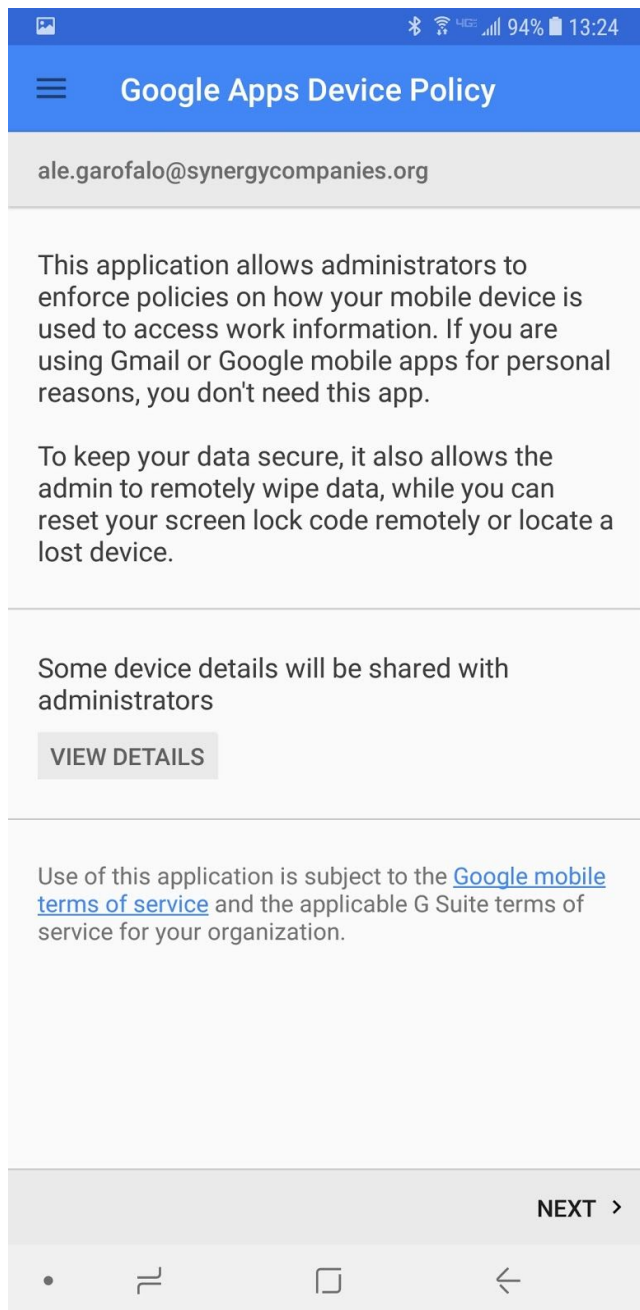 4GE 94% 13:24
Google Apps Device Policy
ale.garofalo@synergycompanies.org
This application allows administrators to
enforce policies on how your mobile device is
used to access work information. If you are
using Gmail or Google mobile apps for personal
reasons, you don't need this app.
To keep your data secure, it also allows the
admin to remotely wipe data, while you can
reset your screen lock code remotely or locate a
lost device.
Some device details will be shared with
administrators
VIEW DETAILS
Use of this application is subject to the Google mobile
terms of service and the applicable G Suite terms of
service for your organization.
NEXT